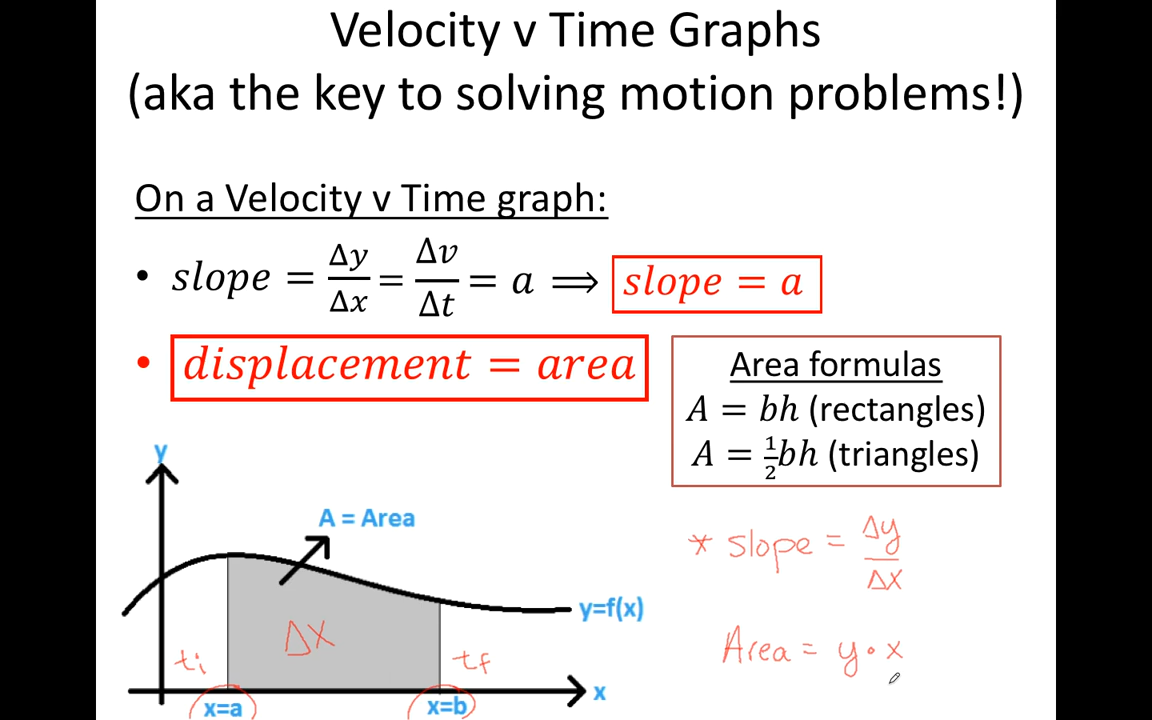 Velocity v Time Graphs
(aka the key to solving motion problems!)
On a Velocity v Time graph:
• slope = Δy/Δx = Δv/Δt = a ⟹ slope = a
• displacement = area
Area formulas
A = bh (rectangles)
A = ½bh (triangles)
y
A = Area
y=f(x)
ΔX
ti
tf
x=a
x=b
x
* slope = Δy/ΔX
Area = y · x